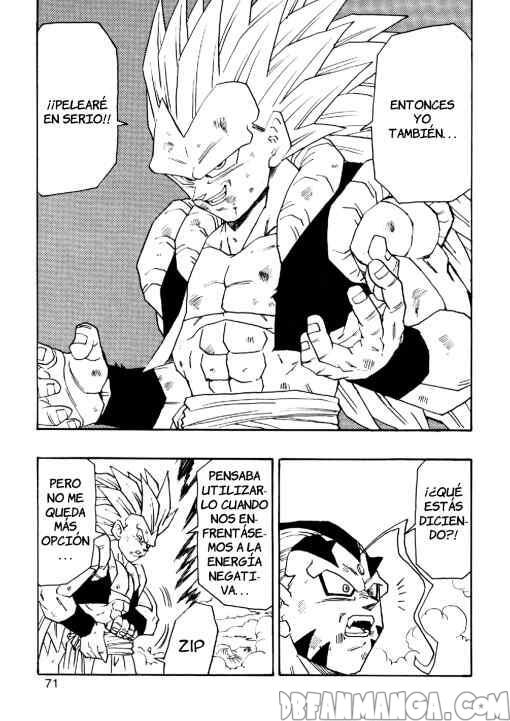 ENTONCES
YO
TAMBIÉN...
¡¡PELEARÉ
EN SERIO!!
¡¿QUÉ
ESTÁS
DICIEN-
DO?!
PENSABA
UTILIZAR-
LO CUANDO
NOS EN-
FRENTÁSE-
MOS A LA
ENERGÍA
NEGATI-
VA...
PERO
NO ME
QUEDA
MÁS
OPCIÓN
...
ZIP
71
DBFANMANGA.COM